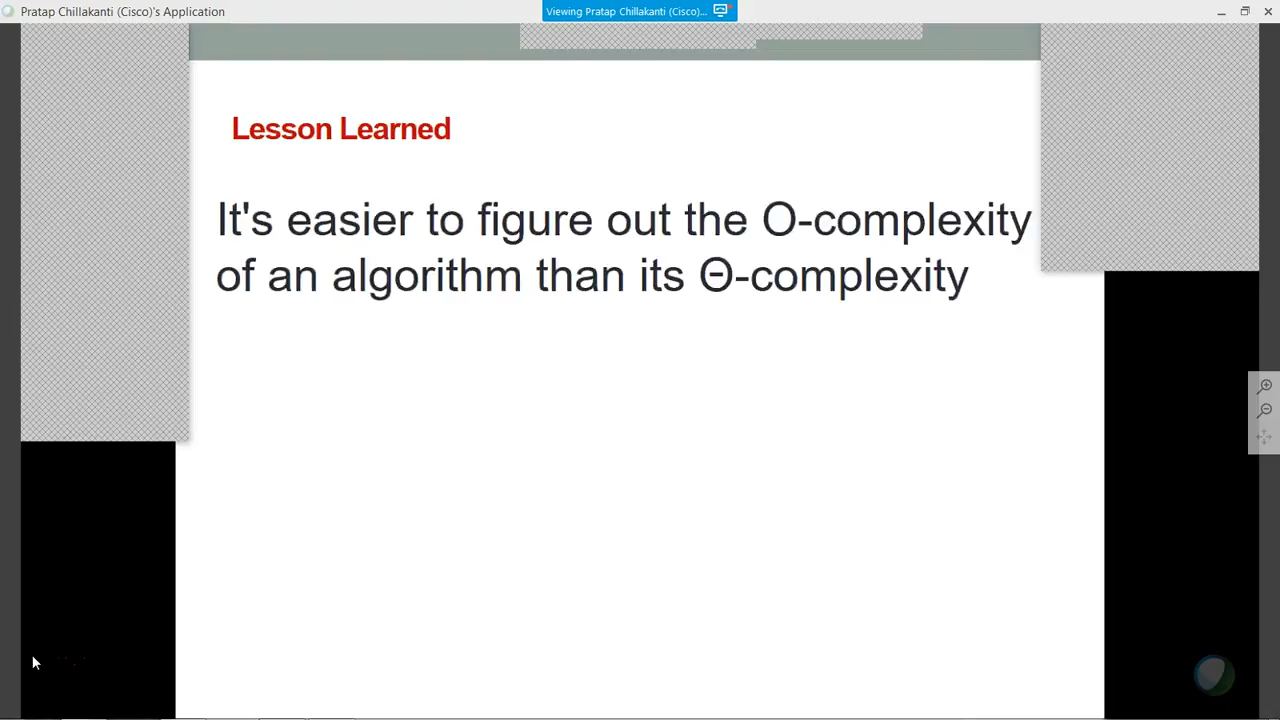 Pratap Chillakanti (Cisco)'s Application
Viewing Pratap Chillakanti (Cisco)...
Lesson Learned
It's easier to figure out the O-complexity
of an algorithm than its Θ-complexity